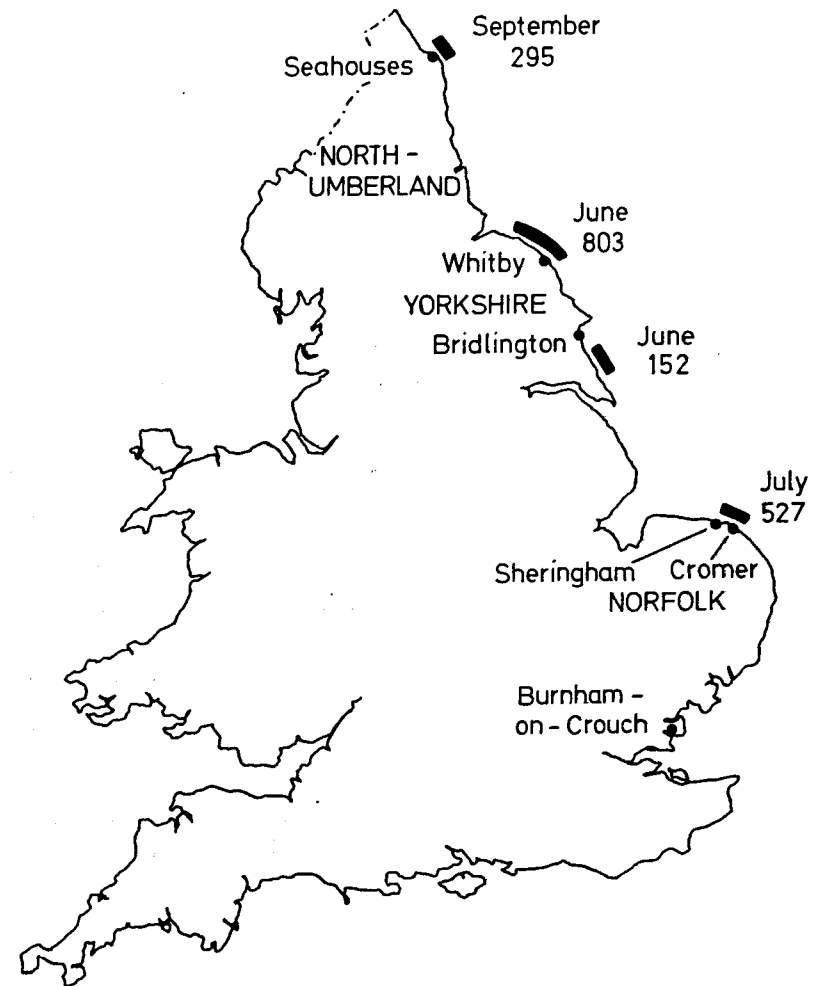 September
295
Seahouses
NORTH -
UMBERLAND
June
803
Whitby
YORKSHIRE
Bridlington
June
152
July
527
Sheringham
Cromer
NORFOLK
Burnham -
on - Crouch